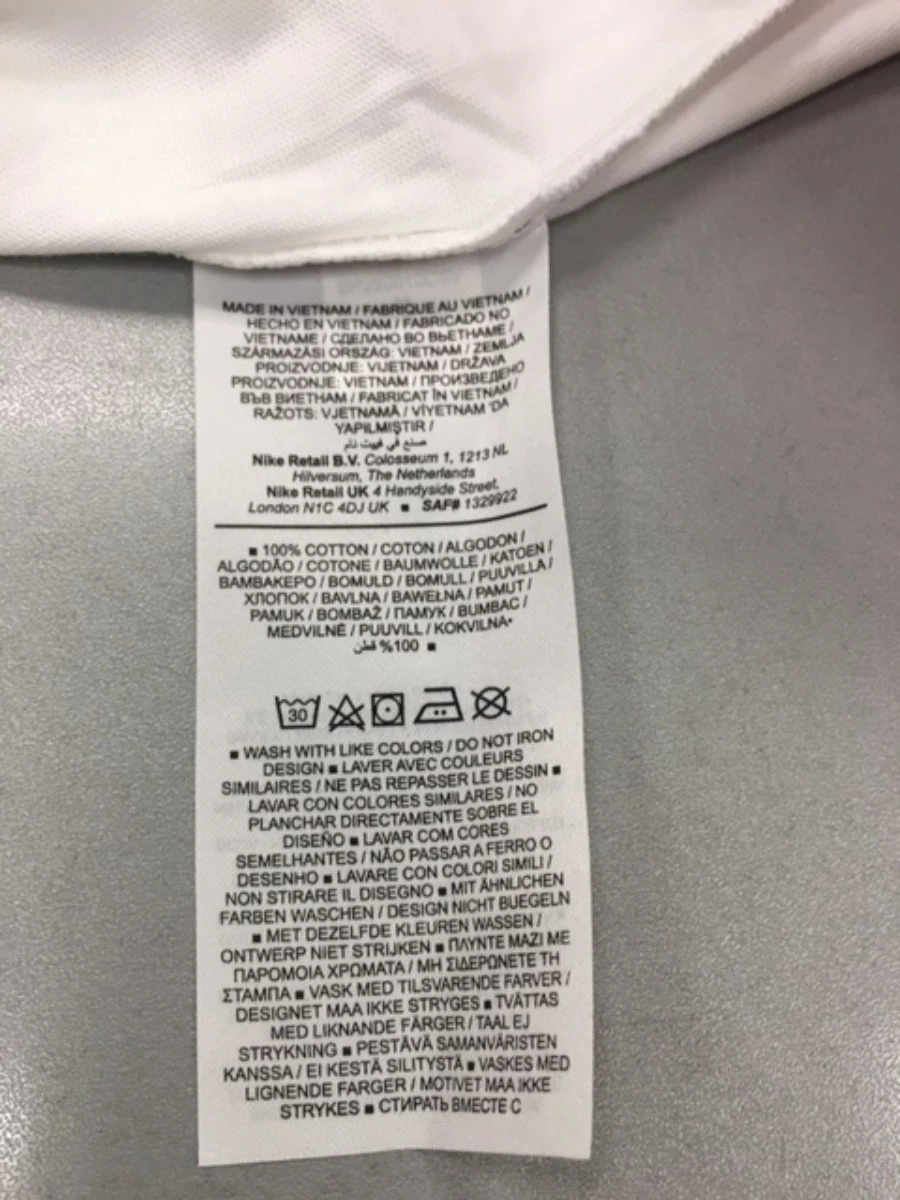 MADE IN VIETNAM / FABRIQUE AU VIETNAM /
HECHO EN VIETNAM / FABRICADO NO
VIETNAME / СДЕЛАНО ВО ВЬЕТНАМЕ /
SZÁRMAZÁSI ORSZÁG: VIETNAM / ZEMLJA
PROIZVODNJE: VIJETNAM / DRŽAVA
PROIZVODNJE: VIETNAM / ПРОИЗВЕДЕНО
ВЪВ ВИЕТНАМ / FABRICAT ÎN VIETNAM /
RAŽOTS: VJETNAMĀ / VİYETNAM 'DA
YAPILMIŞTIR /
صنع في فييت نام
Nike Retail B.V. Colosseum 1, 1213 NL
Hilversum, The Netherlands
Nike Retail UK 4 Handyside Street,
London N1C 4DJ UK ■ SAF# 1329922
■ 100% COTTON / COTON / ALGODON /
ALGODÃO / COTONE / BAUMWOLLE / KATOEN /
ΒΑΜΒΑΚΕΡΟ / BOMULD / BOMULL / PUUVILLA /
ХЛОПОК / BAVLNA / BAWEŁNA / PAMUT /
PAMUK / BOMBAŽ / ПАМУК / BUMBAC /
MEDVILNĖ / PUUVILL / KOKVILNA*
■ 100% قطن
30
■ WASH WITH LIKE COLORS / DO NOT IRON
DESIGN ■ LAVER AVEC COULEURS
SIMILAIRES / NE PAS REPASSER LE DESSIN ■
LAVAR CON COLORES SIMILARES / NO
PLANCHAR DIRECTAMENTE SOBRE EL
DISEÑO ■ LAVAR COM CORES
SEMELHANTES / NÃO PASSAR A FERRO O
DESENHO ■ LAVARE CON COLORI SIMILI /
NON STIRARE IL DISEGNO ■ MIT ÄHNLICHEN
FARBEN WASCHEN / DESIGN NICHT BUEGELN
■ MET DEZELFDE KLEUREN WASSEN /
ONTWERP NIET STRIJKEN ■ ΠΛΥΝΤΕ ΜΑΖΙ ΜΕ
ΠΑΡΟΜΟΙΑ ΧΡΩΜΑΤΑ / ΜΗ ΣΙΔΕΡΩΝΕΤΕ ΤΗ
ΣΤΑΜΠΑ ■ VASK MED TILSVARENDE FARVER /
DESIGNET MAA IKKE STRYGES ■ TVÄTTAS
MED LIKNANDE FÄRGER / TAAL EJ
STRYKNING ■ PESTÄVÄ SAMANVÄRISTEN
KANSSA / EI KESTÄ SILITYSTÄ ■ VASKES MED
LIGNENDE FARGER / MOTIVET MAA IKKE
STRYKES ■ СТИРАТЬ ВМЕСТЕ С